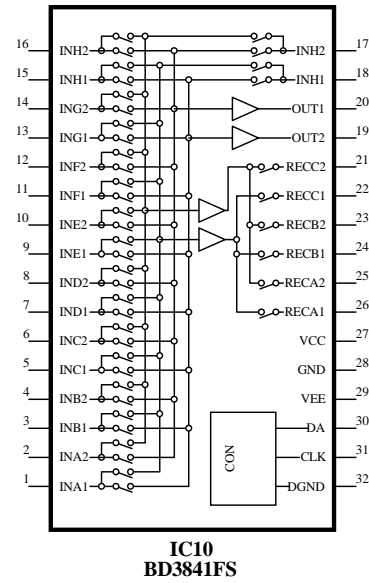 16 INH2 INH2 17
15 INH1 INH1 18
14 ING2 OUT1 20
13 ING1 OUT2 19
12 INF2 RECC2 21
11 INF1 RECC1 22
10 INE2 RECB2 23
9 INE1 RECB1 24
8 IND2 RECA2 25
7 IND1 RECA1 26
6 INC2 VCC 27
5 INC1 GND 28
4 INB2 VEE 29
3 INB1 DA 30
2 INA2 CLK 31
1 INA1 DGND 32
CON
IC10
BD3841FS